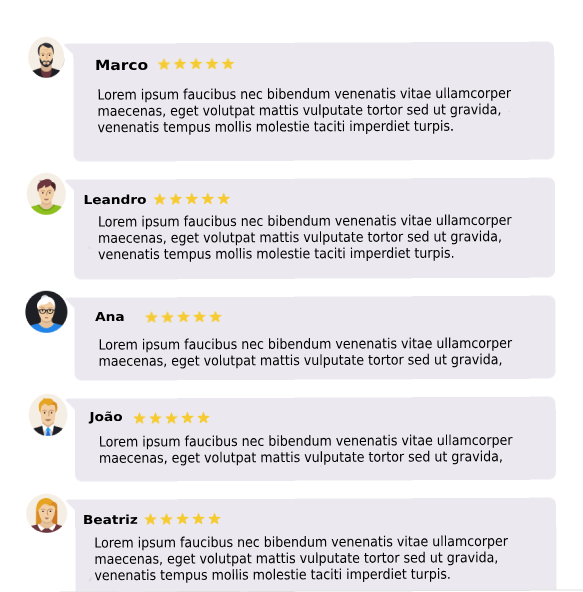 Marco
Lorem ipsum faucibus nec bibendum venenatis vitae ullamcorper
maecenas, eget volutpat mattis vulputate tortor sed ut gravida,
venenatis tempus mollis molestie taciti imperdiet turpis.
Leandro
Lorem ipsum faucibus nec bibendum venenatis vitae ullamcorper
maecenas, eget volutpat mattis vulputate tortor sed ut gravida,
venenatis tempus mollis molestie taciti imperdiet turpis.
Ana
Lorem ipsum faucibus nec bibendum venenatis vitae ullamcorper
maecenas, eget volutpat mattis vulputate tortor sed ut gravida,
João
Lorem ipsum faucibus nec bibendum venenatis vitae ullamcorper
maecenas, eget volutpat mattis vulputate tortor sed ut gravida,
Beatriz
Lorem ipsum faucibus nec bibendum venenatis vitae ullamcorper
maecenas, eget volutpat mattis vulputate tortor sed ut gravida,
venenatis tempus mollis molestie taciti imperdiet turpis.